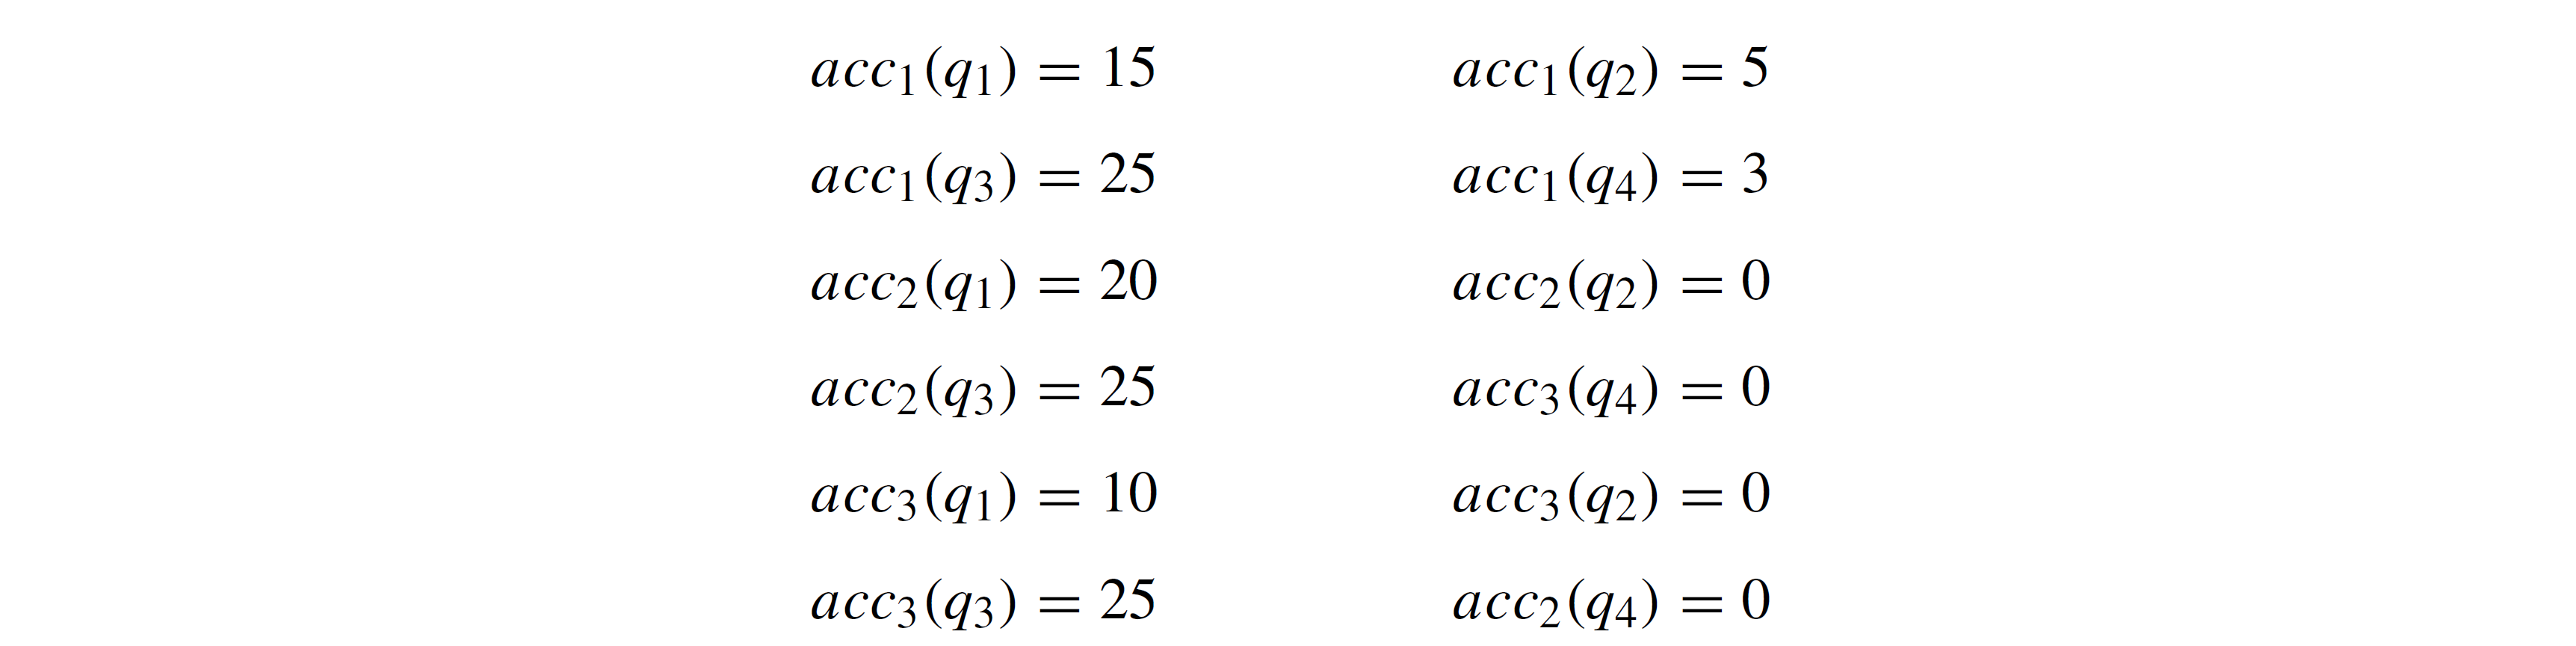 acc₁(q₁) = 15 acc₁(q₂) = 5
acc₁(q₃) = 25 acc₁(q₄) = 3
acc₂(q₁) = 20 acc₂(q₂) = 0
acc₂(q₃) = 25 acc₃(q₄) = 0
acc₃(q₁) = 10 acc₃(q₂) = 0
acc₃(q₃) = 25 acc₂(q₄) = 0